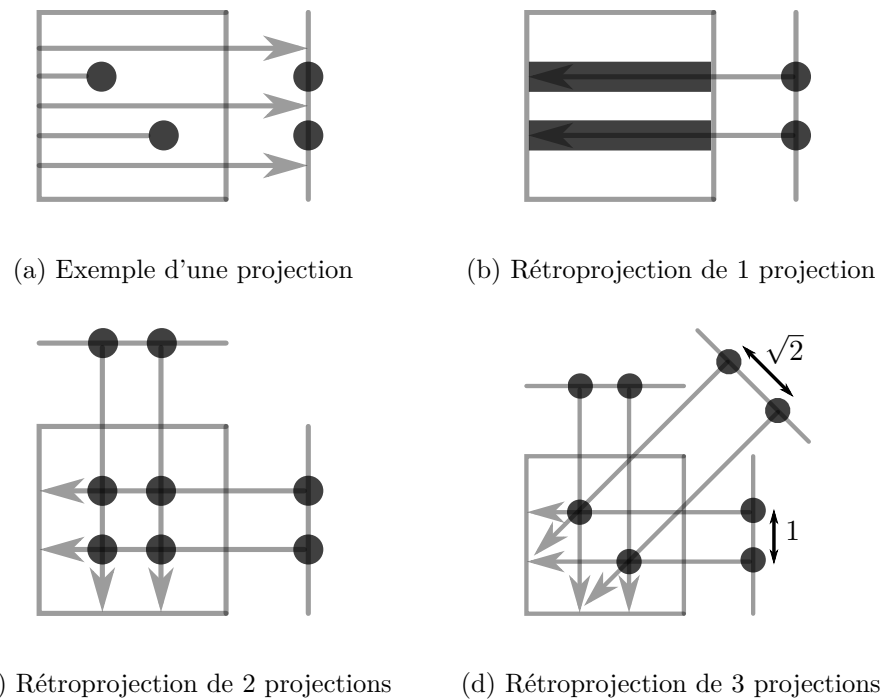 (a) Exemple d'une projection
(b) Rétroprojection de 1 projection
√2
1
) Rétroprojection de 2 projections
(d) Rétroprojection de 3 projections